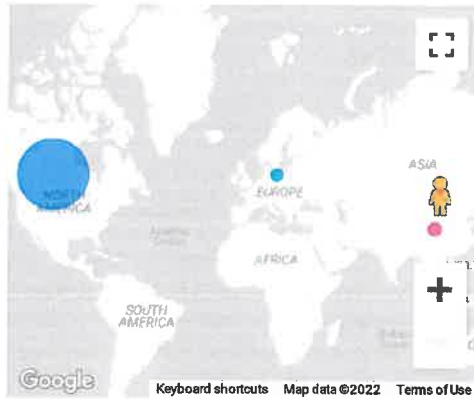 ASIA
NORTH
AMERICA
EUROPE
AFRICA
SOUTH
AMERICA
Google
Keyboard shortcuts Map data ©2022 Terms of Use